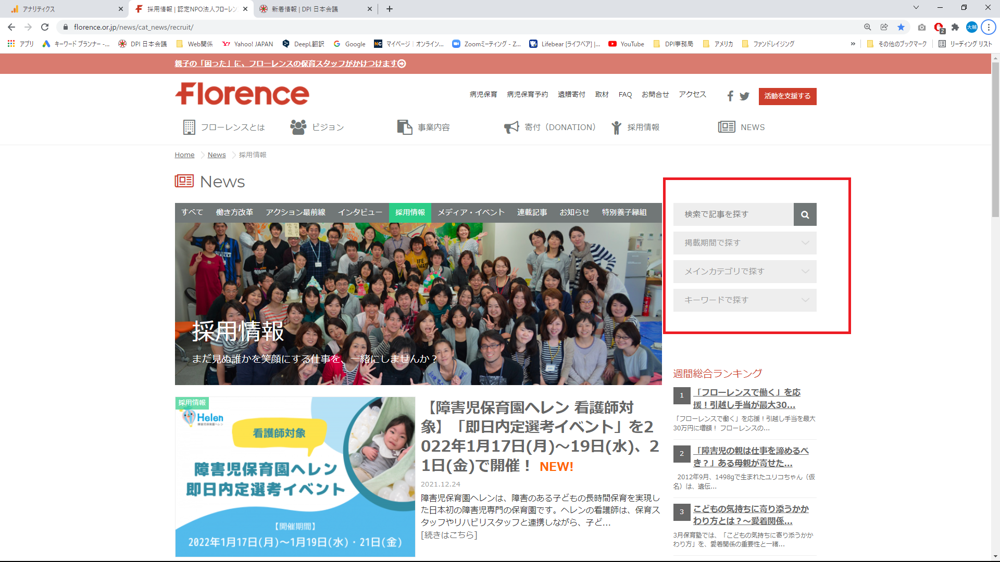 アナリティクス
採用情報 | 認定NPO法人フローレン
新着情報 | DPI 日本会議
florence.or.jp/news/cat_news/recruit/
大輔
2
アプリ
キーワード プランナー -...
DPI 日本会議
Web関係
Yahoo! JAPAN
DeepL翻訳
Google
NC マイページ | オンライン...
Zoomミーティング - Z...
Lifebear [ライフベア] |...
YouTube
DPI事務局
アメリカ
ファンドレイジング
»
その他のブックマーク
リーディング リスト
親子の「困った」に、フローレンスの保育スタッフがかけつけます
Florence
病児保育 病児保育予約 遺贈寄付 取材 FAQ お問合せ アクセス
活動を支援する
フローレンスとは
ビジョン
事業内容
寄付（DONATION）
採用情報
NEWS
Home News 採用情報
News
すべて 働き方改革 アクション最前線 インタビュー 採用情報 メディア・イベント 連載記事 お知らせ 特別養子縁組
採用情報
まだ見ぬ誰かを笑顔にする仕事を、一緒にしませんか？
検索で記事を探す
掲載期間で探す
メインカテゴリで探す
キーワードで探す
採用情報
Helen
障害児保育園ヘレン
看護師対象
障害児保育園ヘレン
即日内定選考イベント
【開催期間】
2022年1月17日(月)〜1月19日(水)・21日(金)
【障害児保育園ヘレン 看護師対
象】「即日内定選考イベント」を2
022年1月17日(月)〜19日(水)、2
1日(金)で開催！ NEW!
2021.12.24
障害児保育園ヘレンは、障害のある子どもの長時間保育を実現し
た日本初の障害児専門の保育園です。ヘレンの看護師は、保育ス
タッフやリハビリスタッフと連携しながら、子ど...
[続きはこちら]
週間総合ランキング
1
「フローレンスで働く」を応
援！引越し手当が最大30...
「フローレンスで働く」を応援！引越し手当を最大
30万円に増額！ フローレンスの...
2
「障害児の親は仕事を諦めるべ
き？」ある母親が寄せた...
2012年9月、1498gで生まれたユリコちゃん（仮
名）は、遺伝...
3
こどもの気持ちに寄り添うかか
わり方とは？〜愛着関係...
3月保育塾では、「こどもの気持ちに寄り添うかか
わり方」を、愛着関係の重要性と一緒...